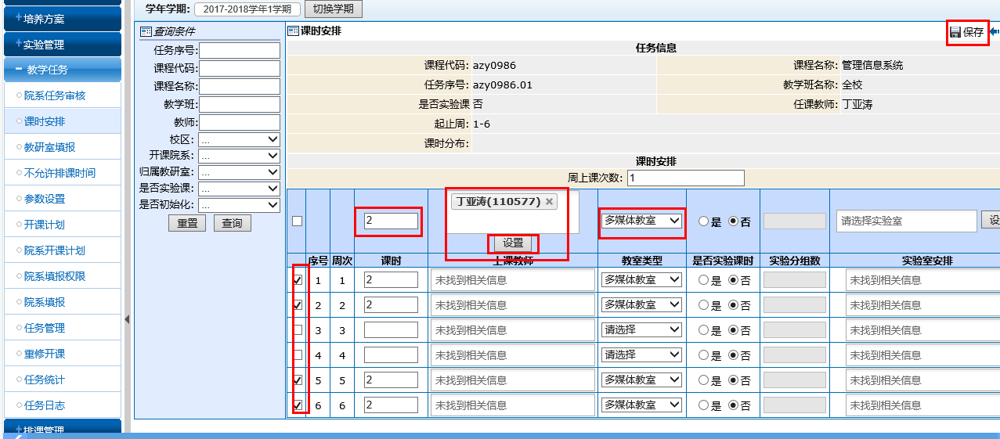 学年学期: 2017-2018学年1学期 切换学期
+培养方案
+实验管理
- 教学任务
院系任务审核
课时安排
教研室填报
不允许排课时间
参数设置
开课计划
院系开课计划
院系填报权限
院系填报
任务管理
重修开课
任务统计
任务日志
+排课管理
查询条件
任务序号:
课程代码:
课程名称:
教学班:
教师:
校区: ...
开课院系: ...
归属教研室: ...
是否实验课: ...
是否初始化: ...
重置 查询
课时安排 保存
任务信息
课程代码: azy0986 课程名称: 管理信息系统
任务序号: azy0986.01 教学班名称: 全校
是否实验课 否 任课教师: 丁亚涛
起止周: 1-6
课时分布:
课时安排
周上课次数: 1
2 丁亚涛(110577) × 设置 多媒体教室 是 否 请选择实验室 设
序号 周次 课时 上课教师 教室类型 是否实验课时 实验分组数 实验室安排
1 1 2 未找到相关信息 多媒体教室 是 否 未找到相关信息
2 2 2 未找到相关信息 多媒体教室 是 否 未找到相关信息
3 3 未找到相关信息 请选择 是 否 未找到相关信息
4 4 未找到相关信息 请选择 是 否 未找到相关信息
5 5 2 未找到相关信息 多媒体教室 是 否 未找到相关信息
6 6 2 未找到相关信息 多媒体教室 是 否 未找到相关信息